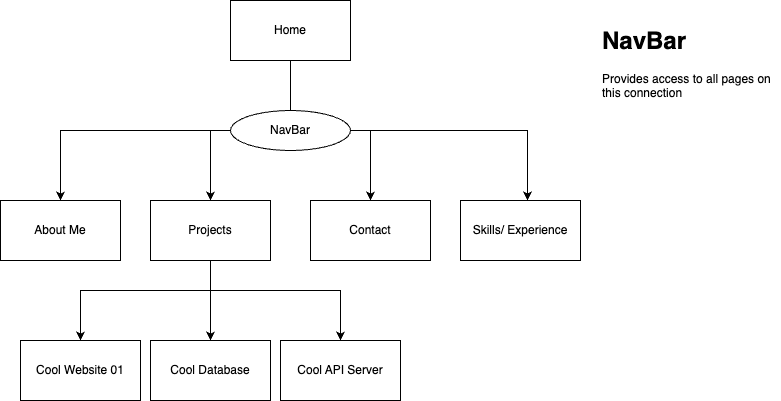 Home
NavBar
Provides access to all pages on
this connection
NavBar
About Me
Projects
Contact
Skills/ Experience
Cool Website 01
Cool Database
Cool API Server